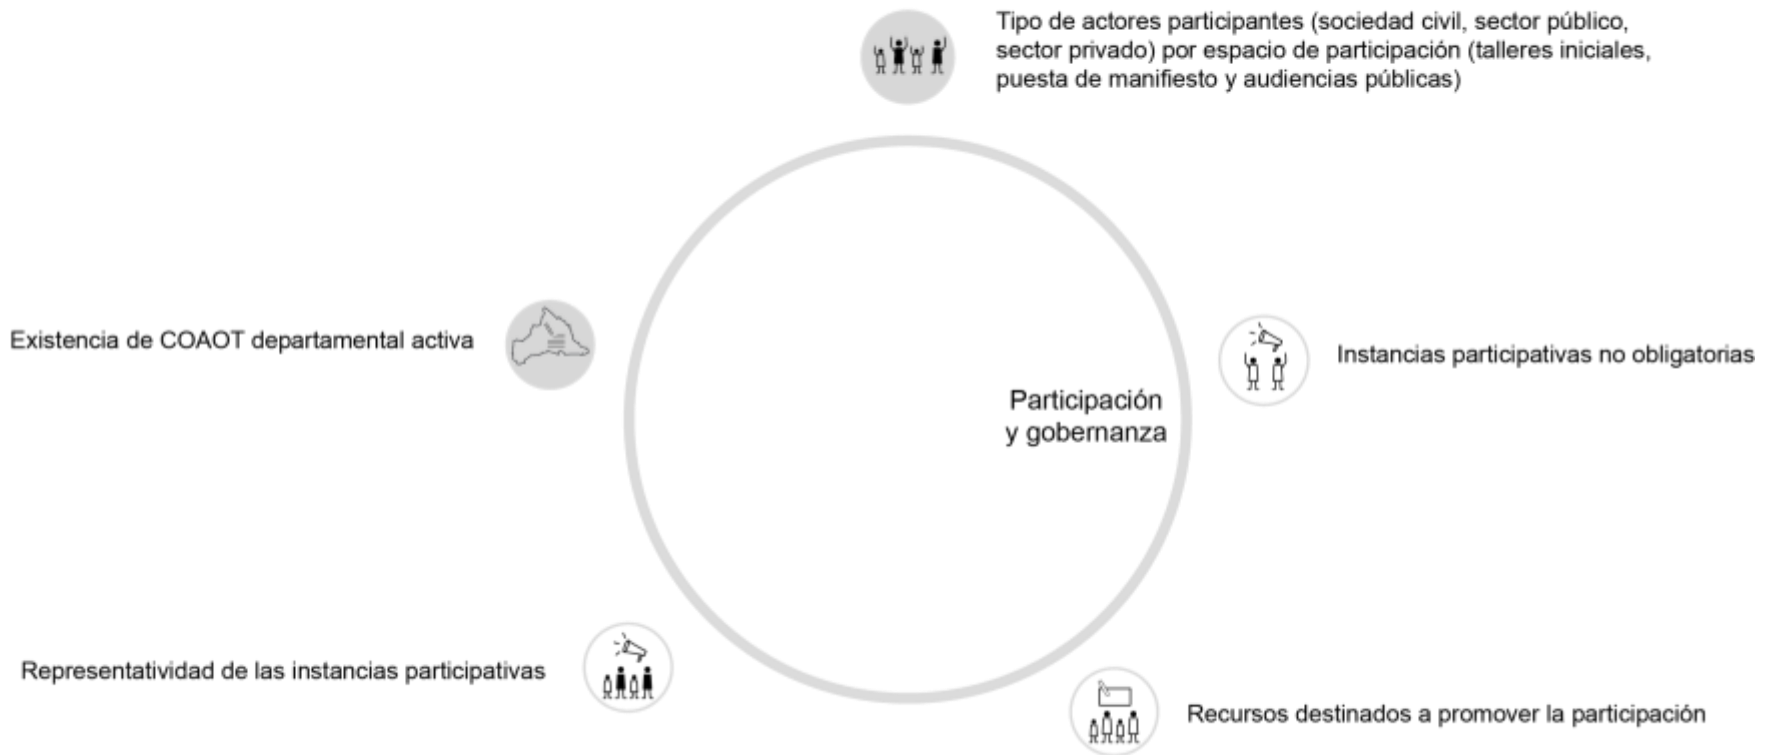 Tipo de actores participantes (sociedad civil, sector público,
sector privado) por espacio de participación (talleres iniciales,
puesta de manifiesto y audiencias públicas)
Existencia de COAOT departamental activa
Instancias participativas no obligatorias
Participación
y gobernanza
Representatividad de las instancias participativas
Recursos destinados a promover la participación